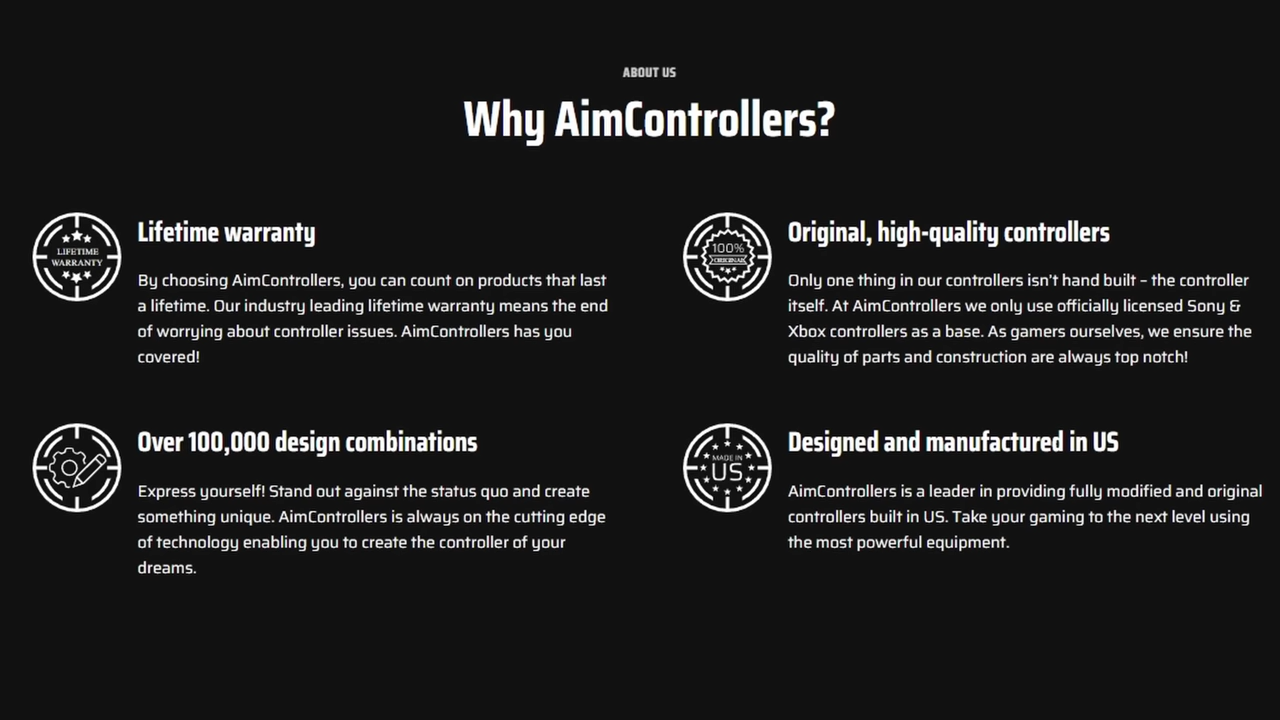 ABOUT US
Why AimControllers?
LIFETIME
WARRANTY
Lifetime warranty
By choosing AimControllers, you can count on products that last
a lifetime. Our industry leading lifetime warranty means the end
of worrying about controller issues. AimControllers has you
covered!
100%
ORIGINAL
Original, high-quality controllers
Only one thing in our controllers isn't hand built – the controller
itself. At AimControllers we only use officially licensed Sony &
Xbox controllers as a base. As gamers ourselves, we ensure the
quality of parts and construction are always top notch!
Over 100,000 design combinations
Express yourself! Stand out against the status quo and create
something unique. AimControllers is always on the cutting edge
of technology enabling you to create the controller of your
dreams.
MADE IN
US
Designed and manufactured in US
AimControllers is a leader in providing fully modified and original
controllers built in US. Take your gaming to the next level using
the most powerful equipment.